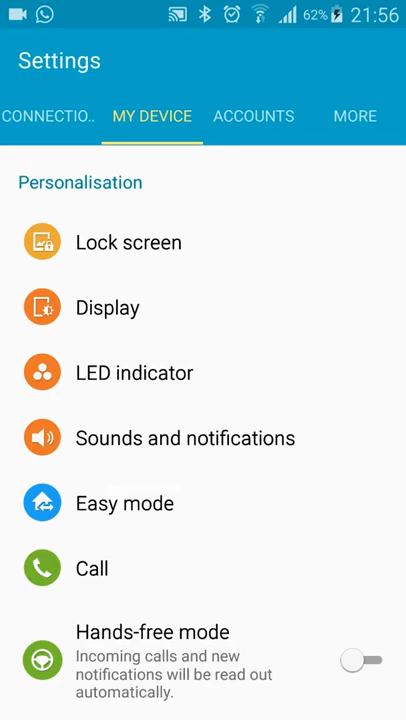 62% 21:56
Settings
CONNECTIO.. MY DEVICE ACCOUNTS MORE
Personalisation
Lock screen
Display
LED indicator
Sounds and notifications
Easy mode
Call
Hands-free mode
Incoming calls and new
notifications will be read out
automatically.